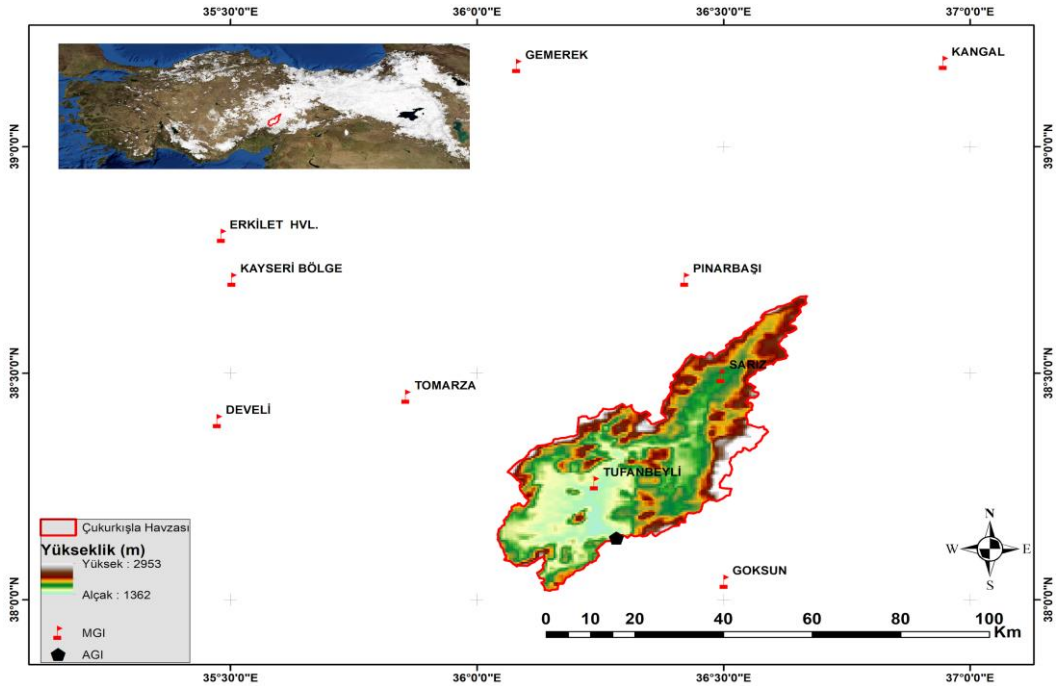 35°30'0"E 36°0'0"E 36°30'0"E 37°0'0"E
GEMEREK
KANGAL
39°0'0"N 39°0'0"N
ERKİLET HVL.
KAYSERİ BÖLGE
PINARBAŞI
38°30'0"N 38°30'0"N
SARIZ
TOMARZA
DEVELİ
TUFANBEYLİ
Çukurkışla Havzası
Yükseklik (m)
Yüksek : 2953
Alçak : 1362
MGI
AGI
N
W E
S
GOKSUN
38°0'0"N 38°0'0"N
0 10 20 40 60 80 100
Km
35°30'0"E 36°0'0"E 36°30'0"E 37°0'0"E